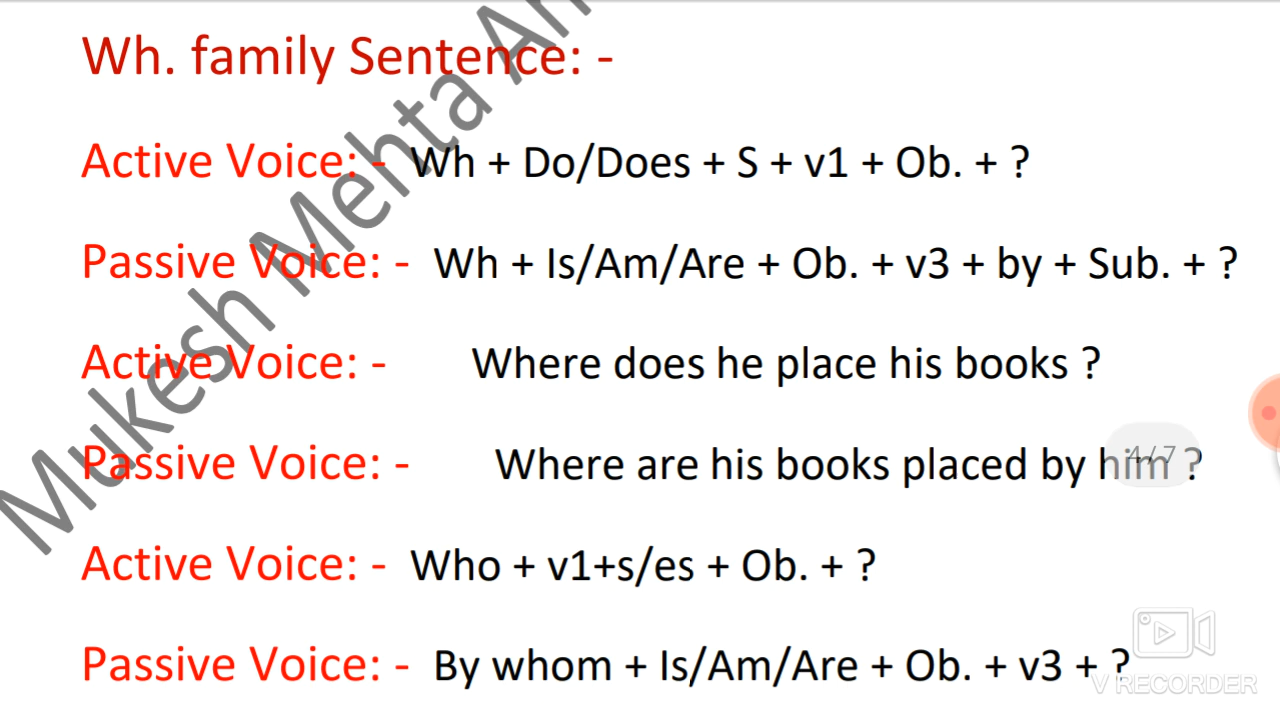 Wh. family Sentence: -
Active Voice: - Wh + Do/Does + S + v1 + Ob. + ?
Passive Voice: - Wh + Is/Am/Are + Ob. + v3 + by + Sub. + ?
Active Voice: - Where does he place his books ?
Passive Voice: - Where are his books placed by him ?
4 / 7
Active Voice: - Who + v1+s/es + Ob. + ?
Passive Voice: - By whom + Is/Am/Are + Ob. + v3 + ?
V RECORDER
Mukesh Mehta